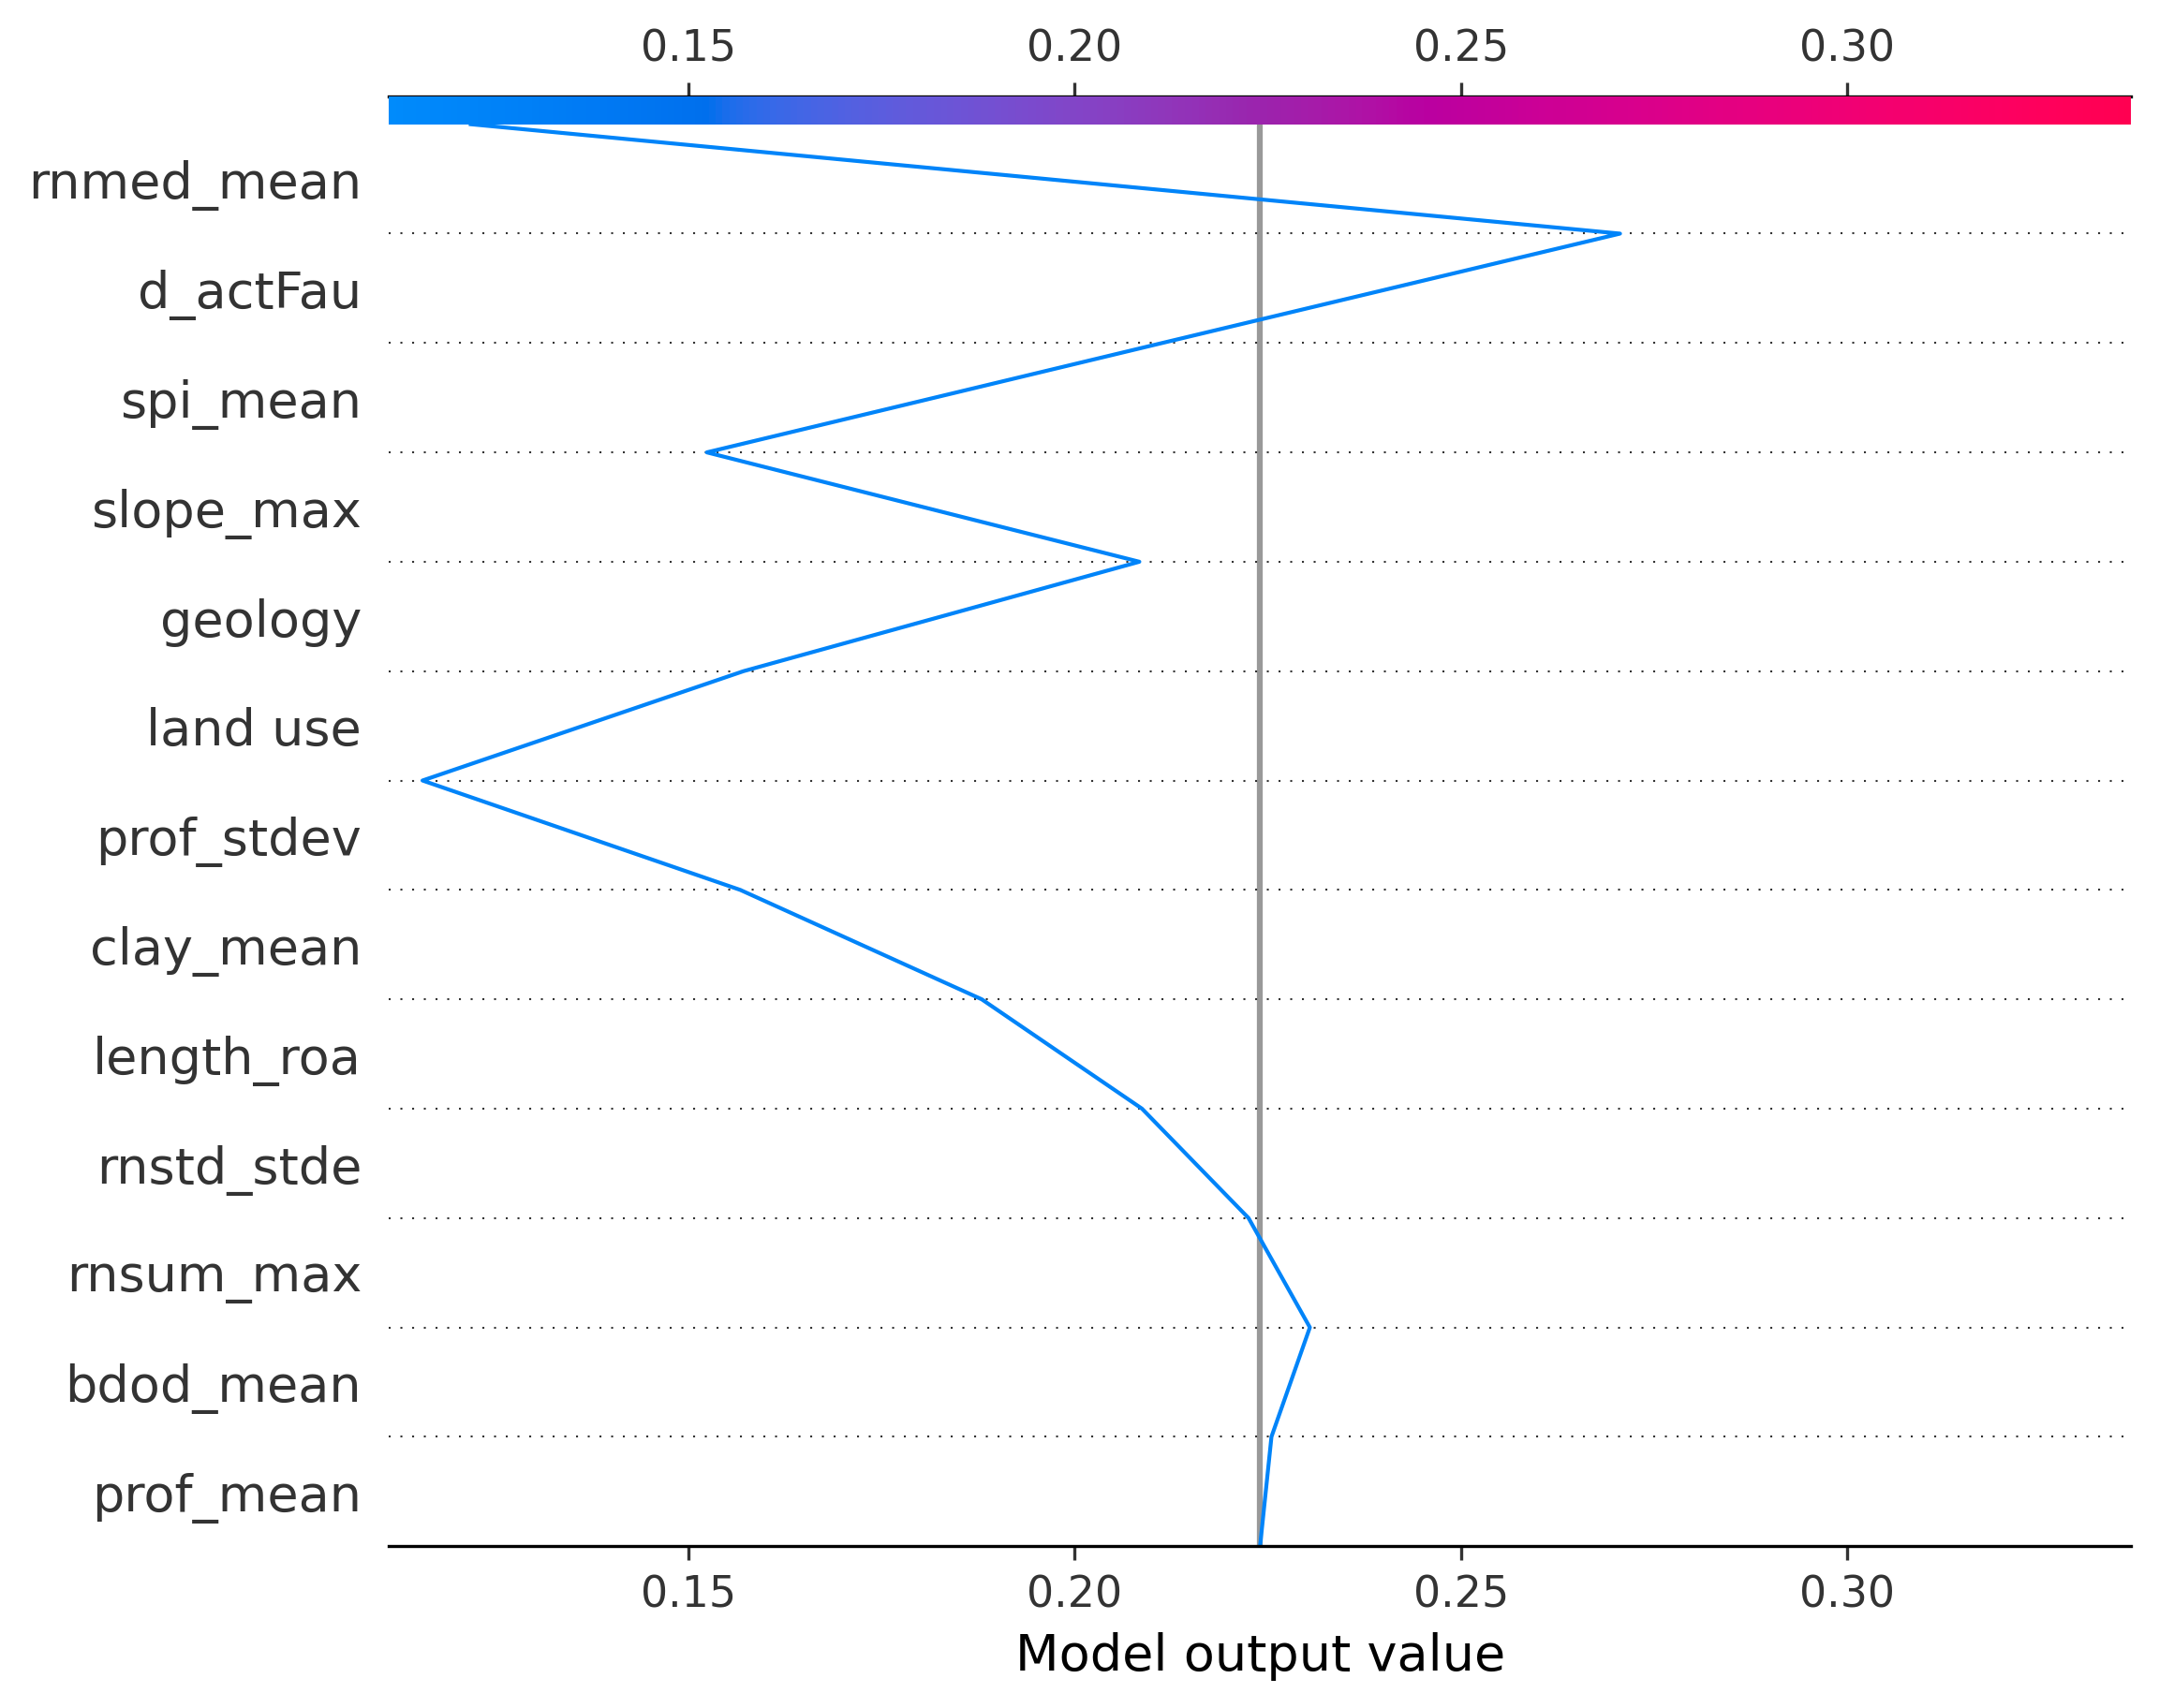 0.15 0.20 0.25 0.30
rnmed_mean
d_actFau
spi_mean
slope_max
geology
land use
prof_stdev
clay_mean
length_roa
rnstd_stde
rnsum_max
bdod_mean
prof_mean
0.15 0.20 0.25 0.30
Model output value